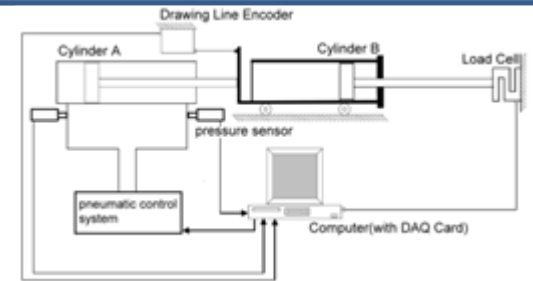 Drawing Line Encoder
Cylinder A
Cylinder B
Load Cell
pressure sensor
pneumatic control
system
Computer(with DAQ Card)